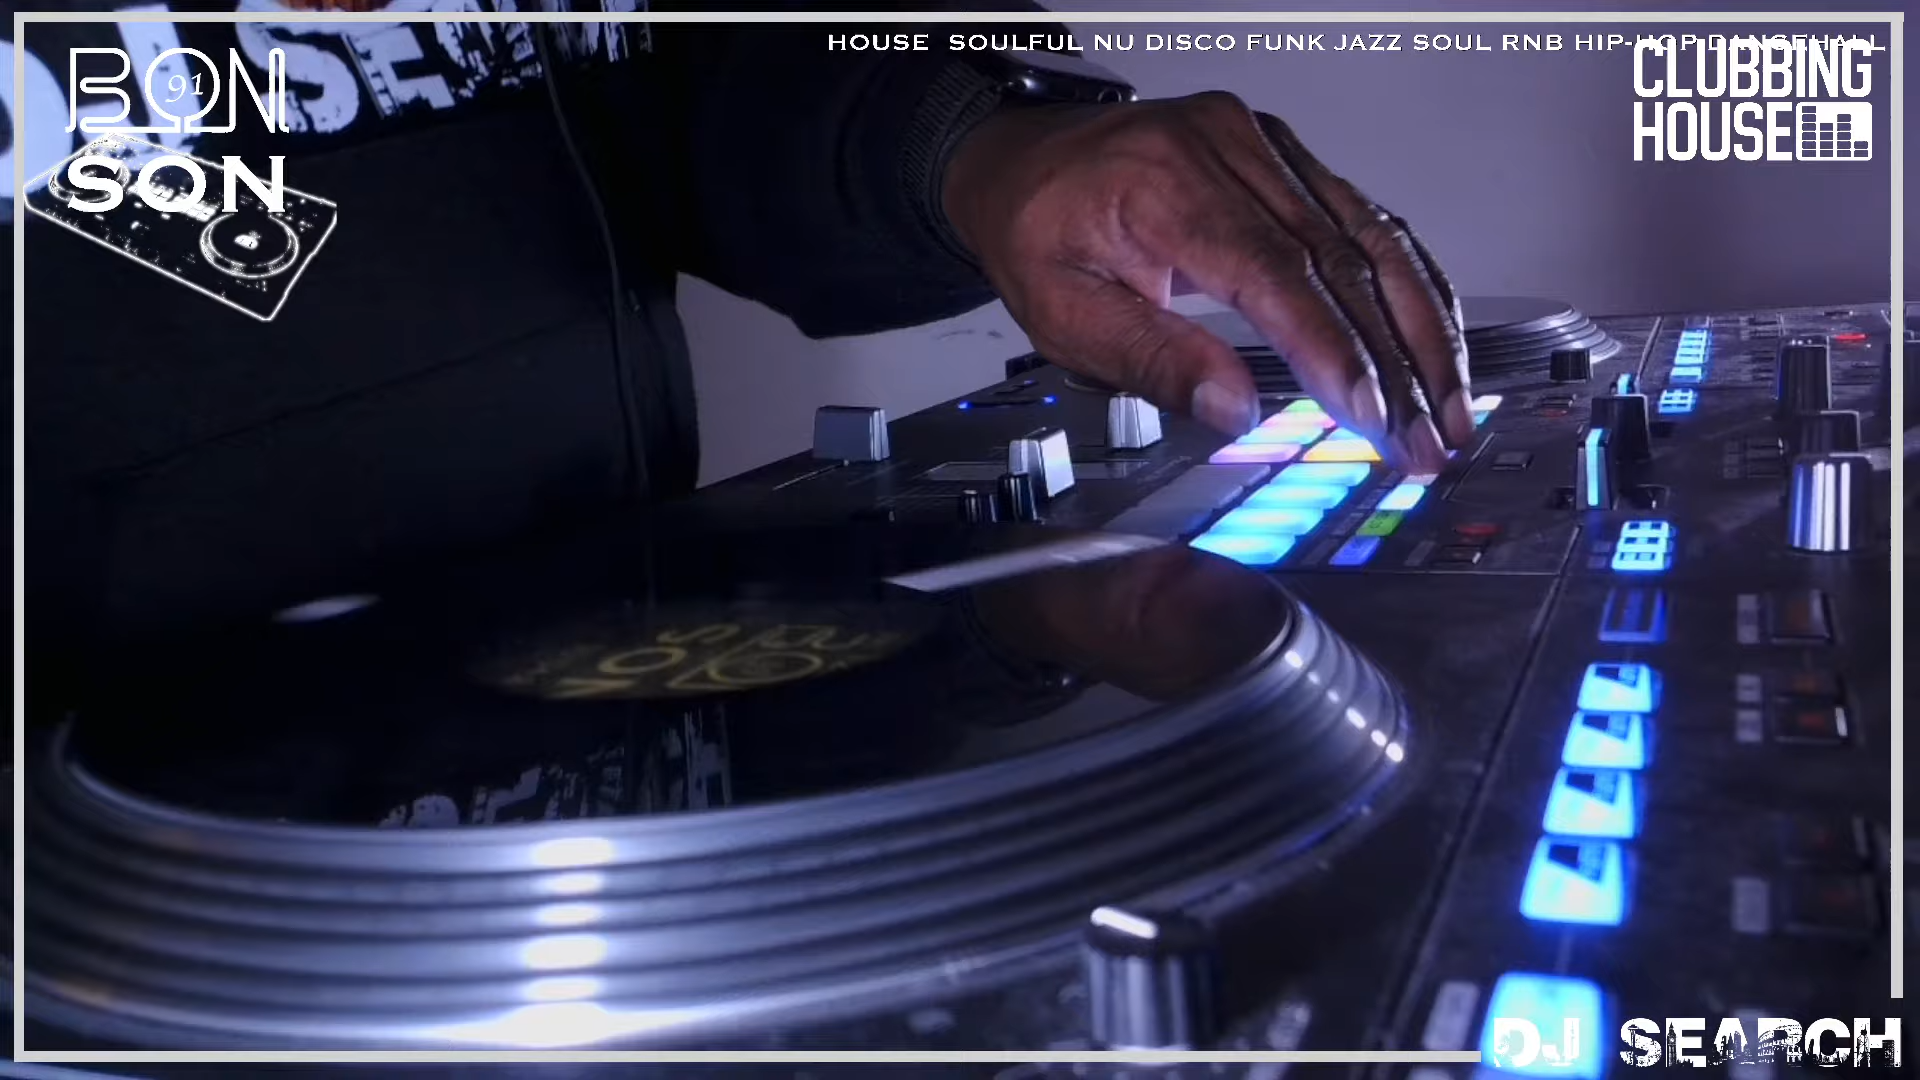 HOUSE  SOULFUL NU DISCO FUNK JAZZ SOUL RNB HIP-HOP DANCEHALL
BON
91
SON
CLUBBING
HOUSE
DJ SEARCH